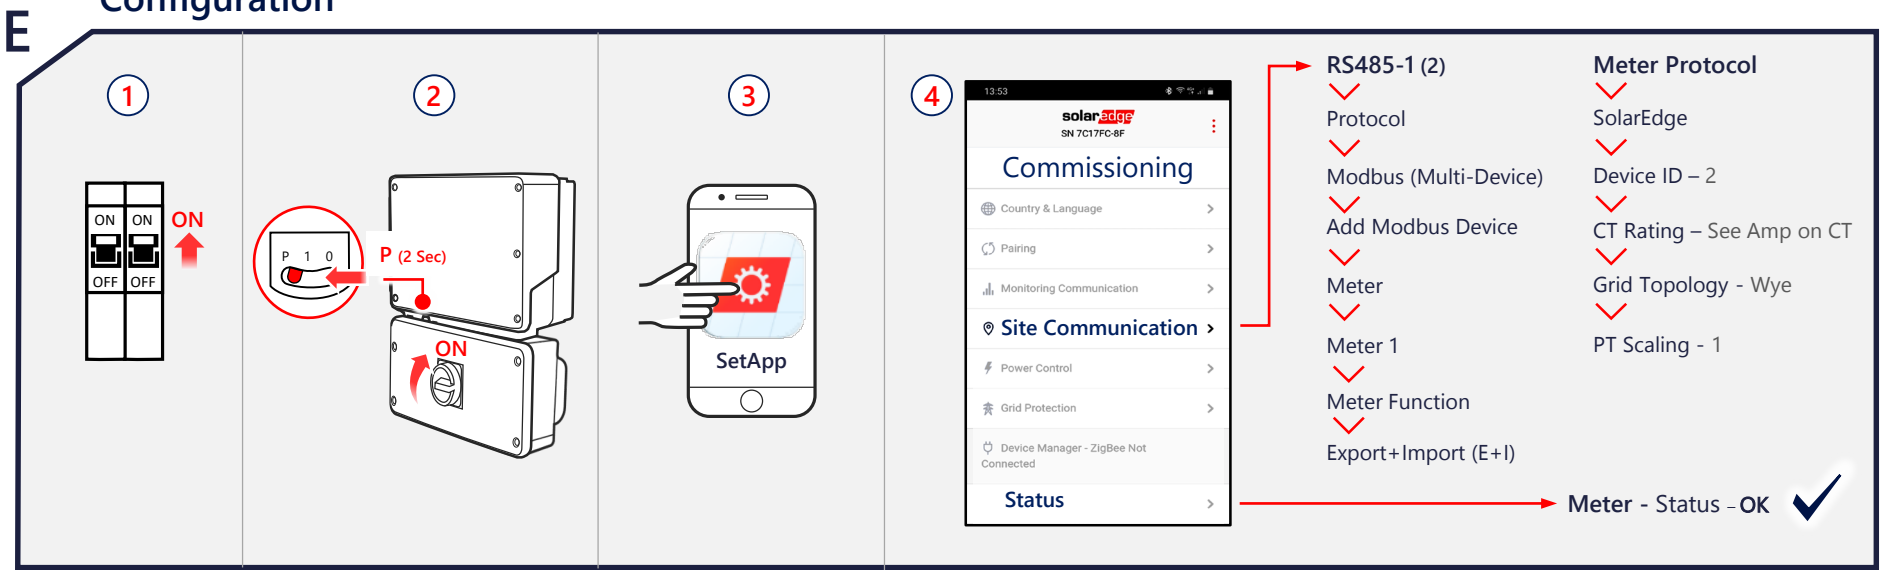 Configuration
E
1
ON ON
OFF OFF
ON
2
P 1 0
P (2 Sec)
ON
3
SetApp
4
13:53
solaredge
SN 7C17FC-8F
Commissioning
Country & Language
Pairing
Monitoring Communication
Site Communication
Power Control
Grid Protection
Device Manager - ZigBee Not
Connected
Status
RS485-1 (2)
Protocol
Modbus (Multi-Device)
Add Modbus Device
Meter
Meter 1
Meter Function
Export+Import (E+I)
Meter Protocol
SolarEdge
Device ID – 2
CT Rating – See Amp on CT
Grid Topology - Wye
PT Scaling - 1
Meter - Status – OK